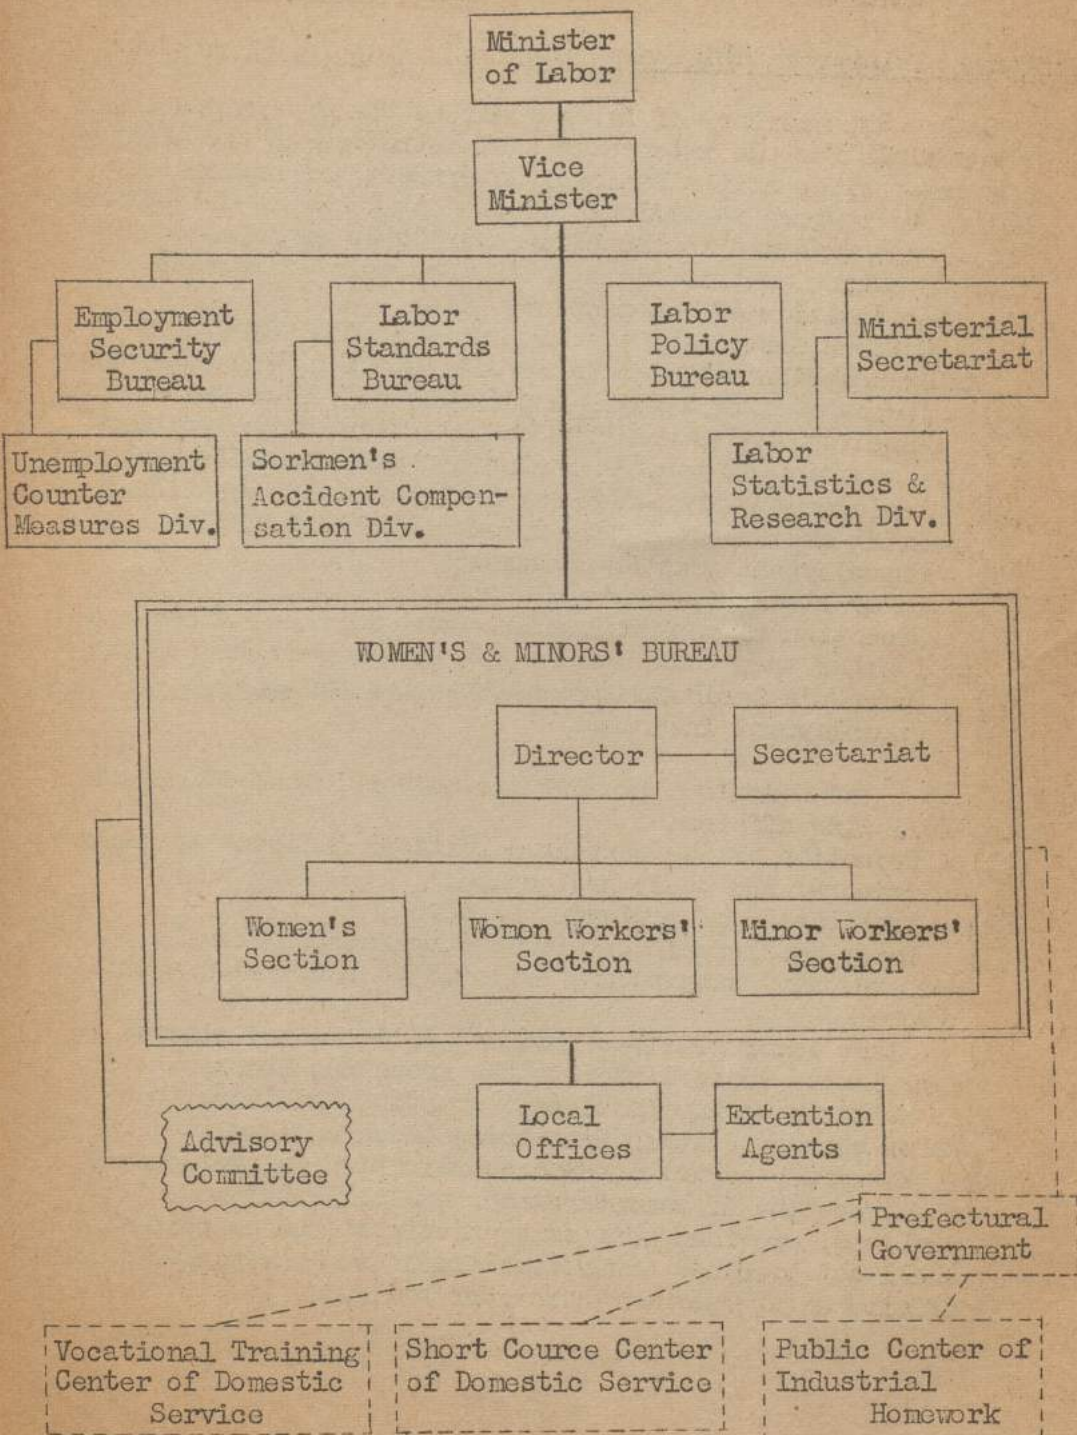 Minister
of Labor
Vice
Minister
Employment
Security
Bureau
Labor
Standards
Bureau
Labor
Policy
Bureau
Ministerial
Secretariat
Unemployment
Counter
Measures Div.
Sorkmen's
Accident Compen-
sation Div.
Labor
Statistics &
Research Div.
WOMEN'S & MINORS' BUREAU
Director
Secretariat
Women's
Section
Women Workers'
Section
Minor Workers'
Section
Advisory
Committee
Local
Offices
Extention
Agents
Prefectural
Government
Vocational Training
Center of Domestic
Service
Short Cource Center
of Domestic Service
Public Center of
Industrial
Homework